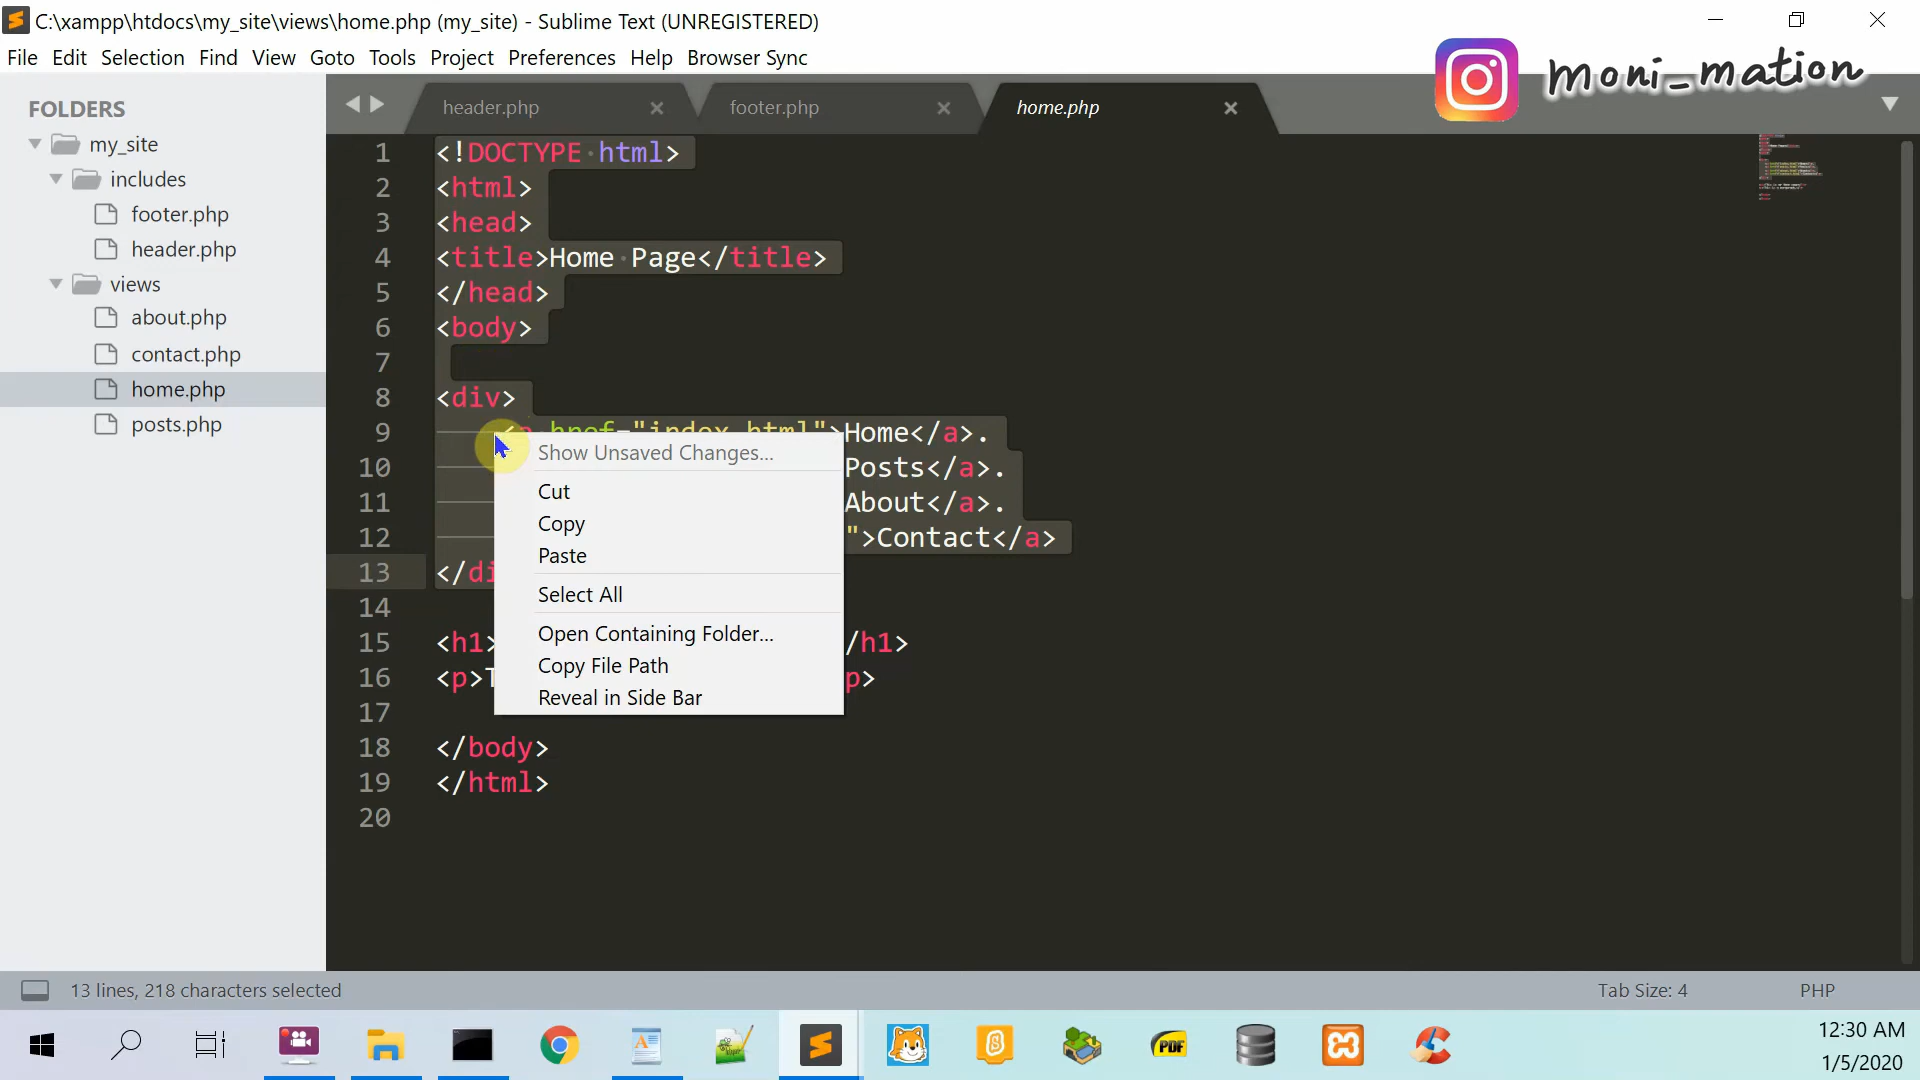 C:\xampp\htdocs\my_site\views\home.php (my_site) - Sublime Text (UNREGISTERED)
File Edit Selection Find View Goto Tools Project Preferences Help Browser Sync
moni_mation
FOLDERS
my_site
includes
footer.php
header.php
views
about.php
contact.php
home.php
posts.php
header.php footer.php home.php
1 <!DOCTYPE html>
2 <html>
3 <head>
4 <title>Home Page</title>
5 </head>
6 <body>
7
8 <div>
9 <a href="index.html">Home</a>.
10 Posts</a>.
11 About</a>.
12 ">Contact</a>
13 </di
14
15 <h1> /h1>
16 <p>T p>
17
18 </body>
19 </html>
20
Show Unsaved Changes...
Cut
Copy
Paste
Select All
Open Containing Folder...
Copy File Path
Reveal in Side Bar
13 lines, 218 characters selected Tab Size: 4 PHP
PDF
12:30 AM
1/5/2020